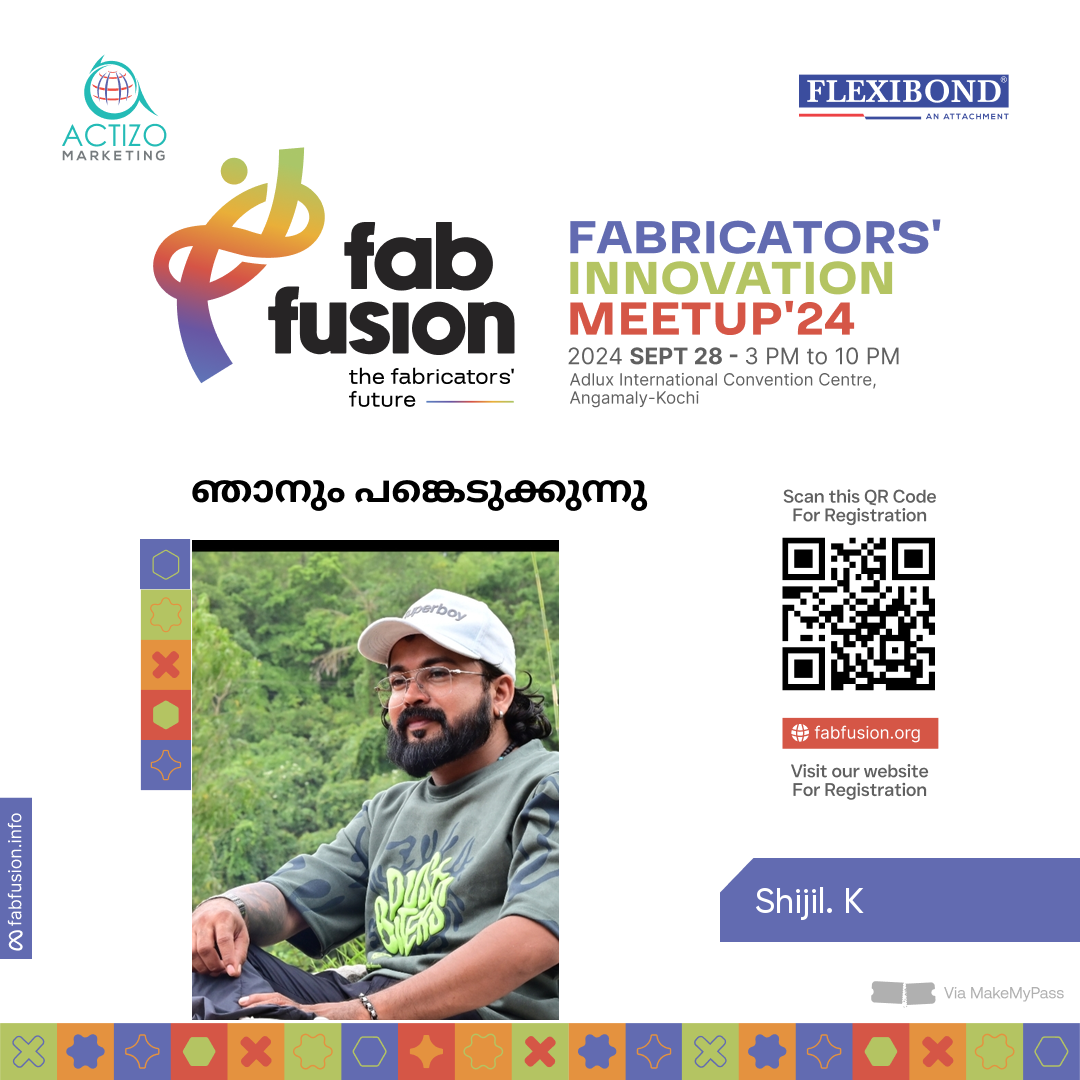 ACTIZO
MARKETING
FLEXIBOND®
AN ATTACHMENT
fab
fusion
the fabricators'
future
FABRICATORS'
INNOVATION
MEETUP'24
2024 SEPT 28 - 3 PM to 10 PM
Adlux International Convention Centre,
Angamaly-Kochi
ഞാനും പങ്കെടുക്കുന്നു
Scan this QR Code
For Registration
superboy
fabfusion.org
Visit our website
For Registration
fabfusion.info
Shijil. K
Via MakeMyPass